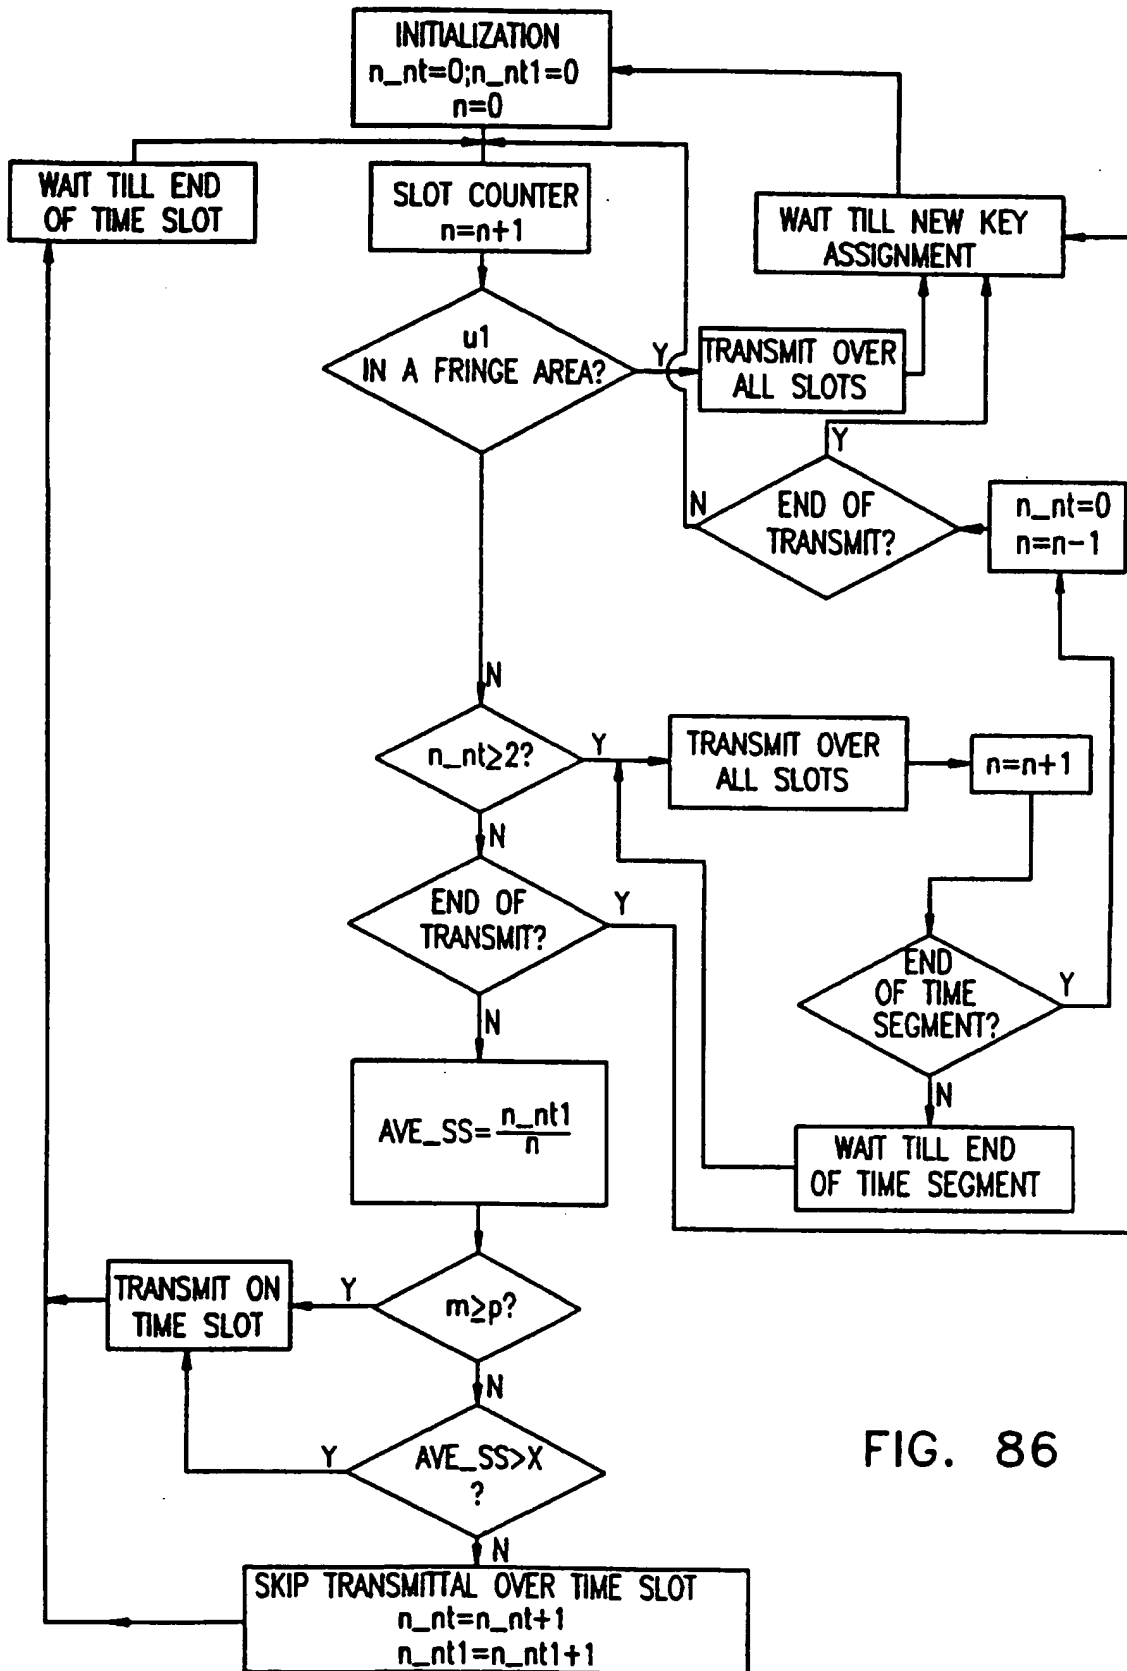 INITIALIZATION
n_nt=0;n_nt1=0
n=0
WAIT TILL END
OF TIME SLOT
SLOT COUNTER
n=n+1
WAIT TILL NEW KEY
ASSIGNMENT
u1
IN A FRINGE AREA?
Y
TRANSMIT OVER
ALL SLOTS
Y
N
END OF
TRANSMIT?
n_nt=0
n=n-1
N
n_nt≥2?
Y
TRANSMIT OVER
ALL SLOTS
n=n+1
N
END OF
TRANSMIT?
Y
END
OF TIME
SEGMENT?
Y
N
N
AVE_SS=n_nt1
n
WAIT TILL END
OF TIME SEGMENT
TRANSMIT ON
TIME SLOT
Y
m≥p?
N
Y
AVE_SS>X
?
N
FIG. 86
SKIP TRANSMITTAL OVER TIME SLOT
n_nt=n_nt+1
n_nt1=n_nt1+1